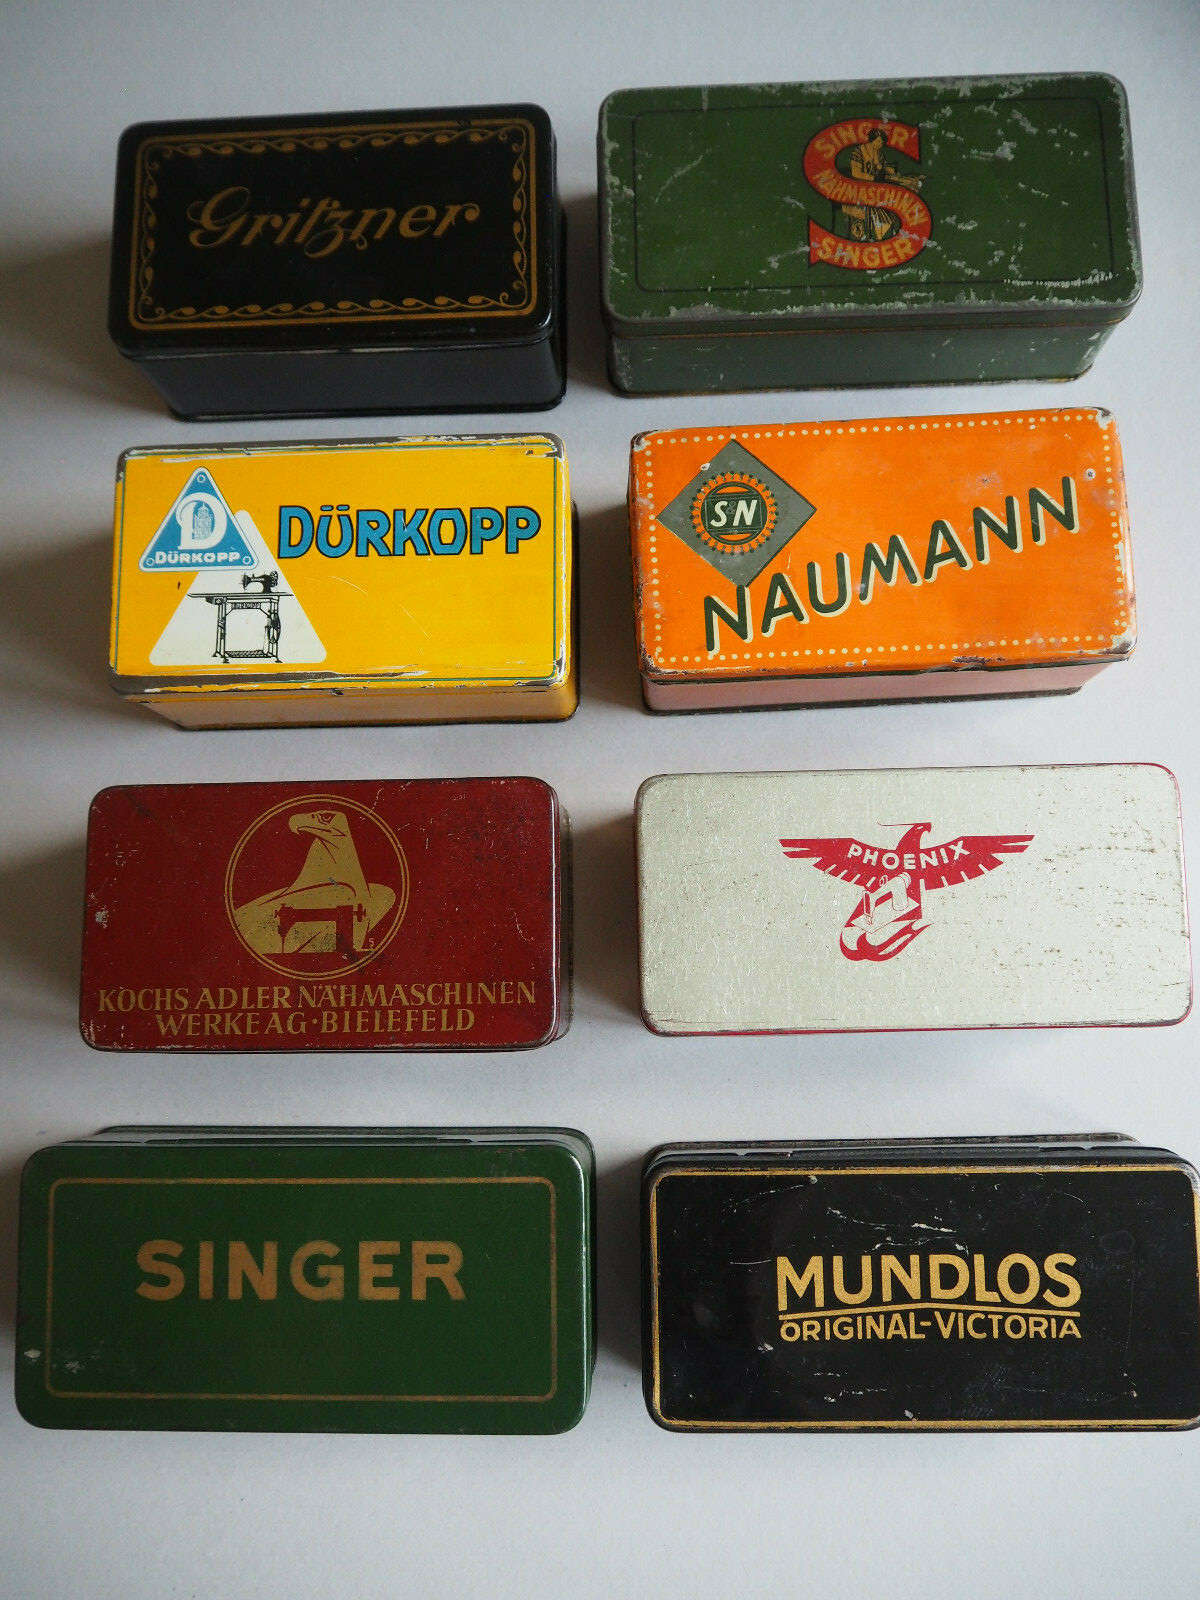 Gritzner
SINGER
NÄHMASCHINEN
SINGER
DÜRKOPP
DÜRKOPP
S&N
NAUMANN
KOCHS ADLER NÄHMASCHINEN
WERKE AG·BIELEFELD
PHOENIX
SINGER
MUNDLOS
ORIGINAL-VICTORIA